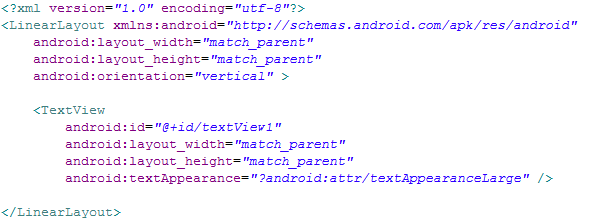 <?xml version="1.0" encoding="utf-8"?>
<LinearLayout xmlns:android="http://schemas.android.com/apk/res/android"
    android:layout_width="match_parent"
    android:layout_height="match_parent"
    android:orientation="vertical" >

    <TextView
        android:id="@+id/textView1"
        android:layout_width="match_parent"
        android:layout_height="match_parent"
        android:textAppearance="?android:attr/textAppearanceLarge" />

</LinearLayout>